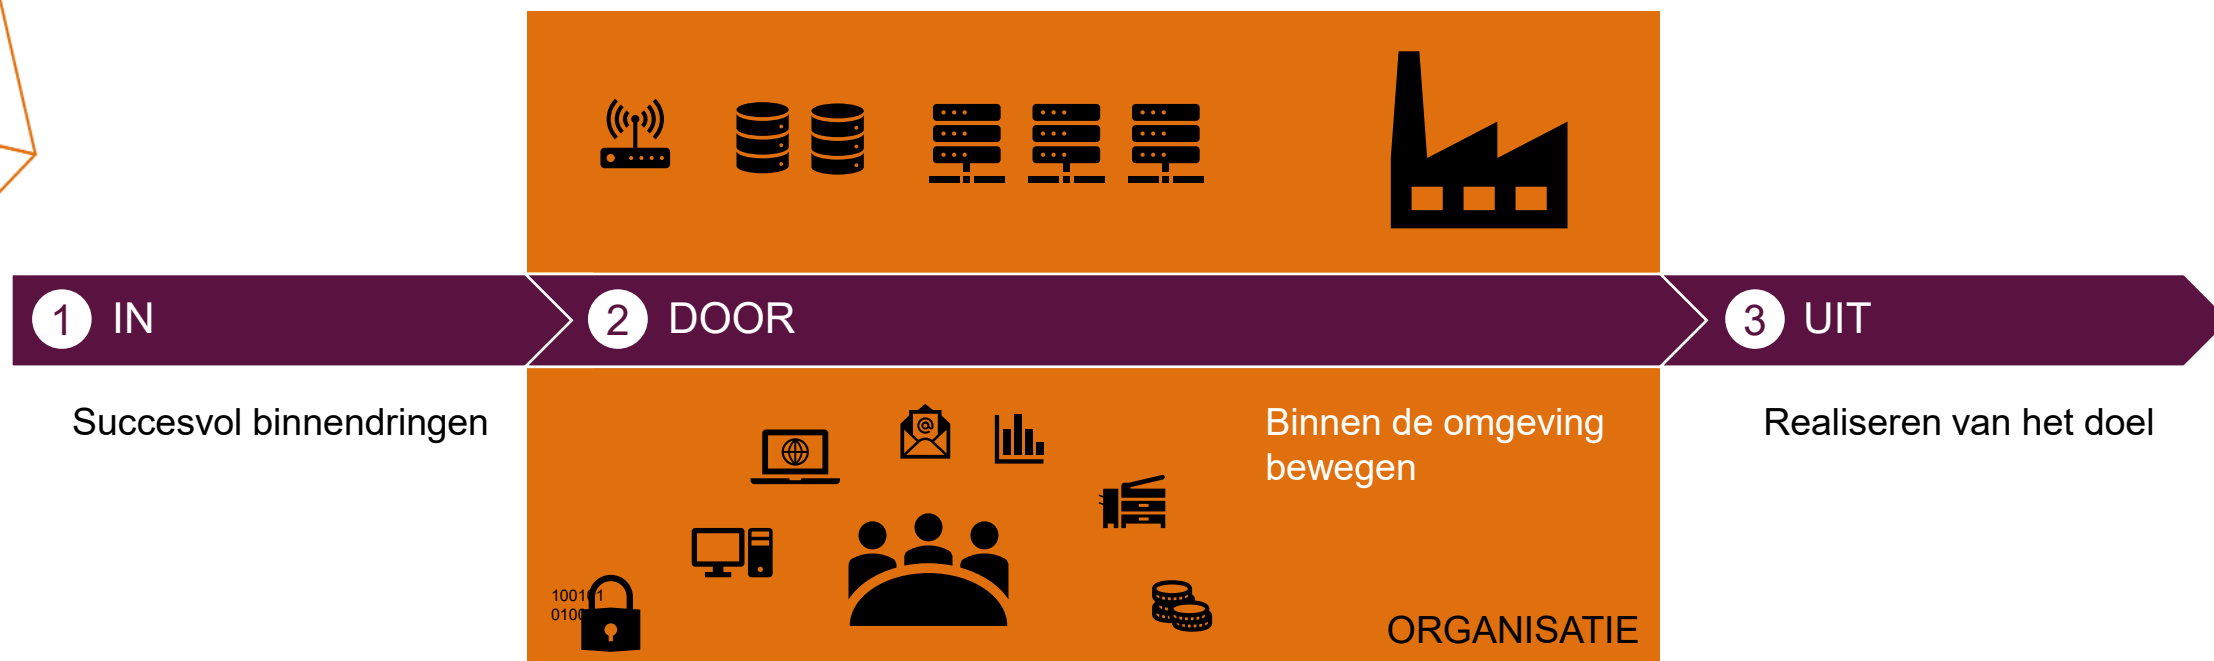 1 IN
2 DOOR
3 UIT
Succesvol binnendringen
Binnen de omgeving
bewegen
Realiseren van het doel
@
ORGANISATIE